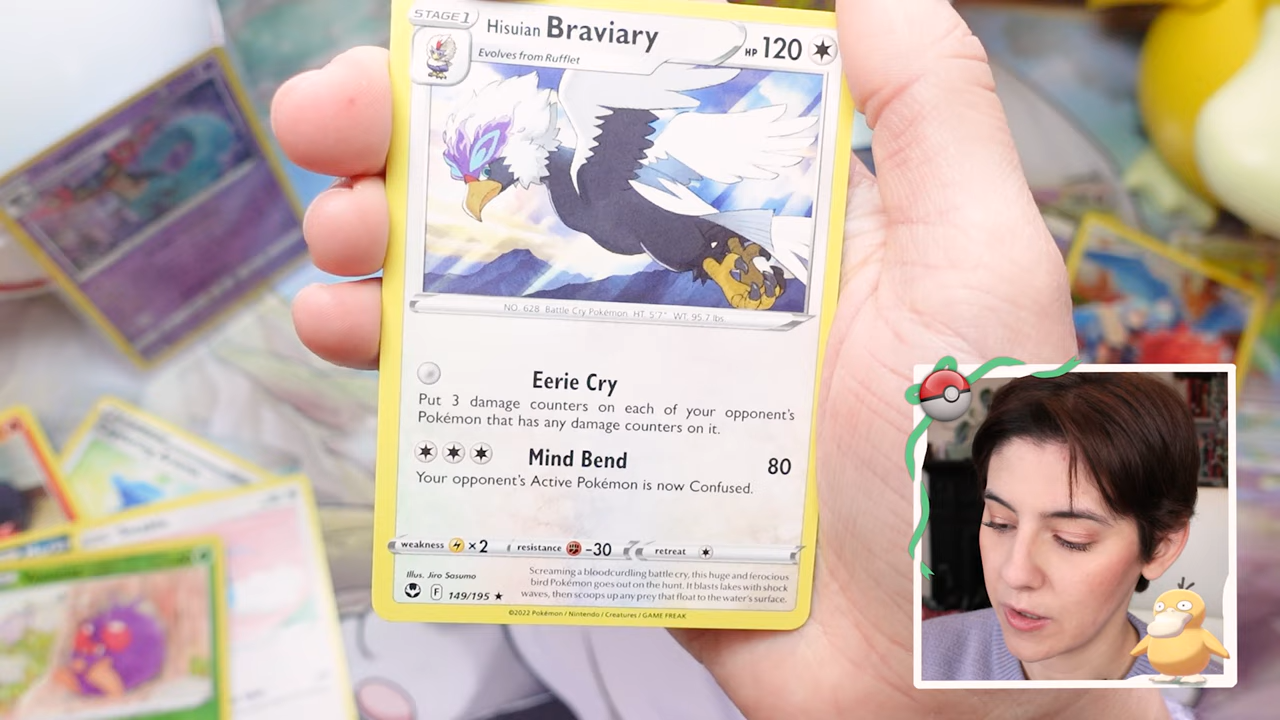 STAGE 1
Hisuian Braviary
HP 120
Evolves from Rufflet
NO. 628 Battle Cry Pokémon HT. 5'7" WT. 95.7 lbs.
Eerie Cry
Put 3 damage counters on each of your opponent's
Pokémon that has any damage counters on it.
Mind Bend 80
Your opponent's Active Pokémon is now Confused.
weakness ×2 resistance -30 retreat
Illus. Jiro Sasumo
F 149/195 ★
Screaming a bloodcurdling battle cry, this huge and ferocious
bird Pokémon goes out on the hunt. It blasts lakes with shock
waves, then scoops up any prey that float to the water's surface.
©2022 Pokémon / Nintendo / Creatures / GAME FREAK